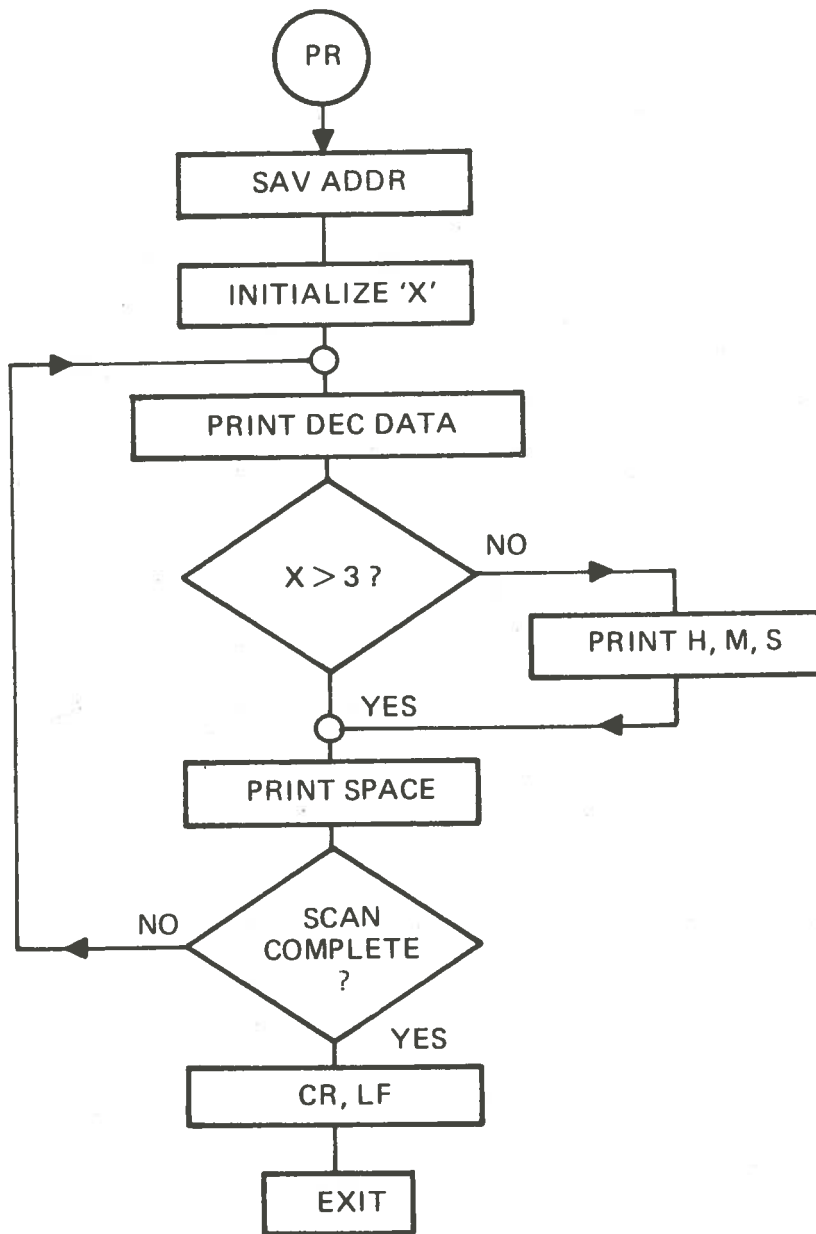 PR
SAV ADDR
INITIALIZE 'X'
PRINT DEC DATA
X > 3 ?
NO
PRINT H, M, S
YES
PRINT SPACE
NO
SCAN
COMPLETE
?
YES
CR, LF
EXIT